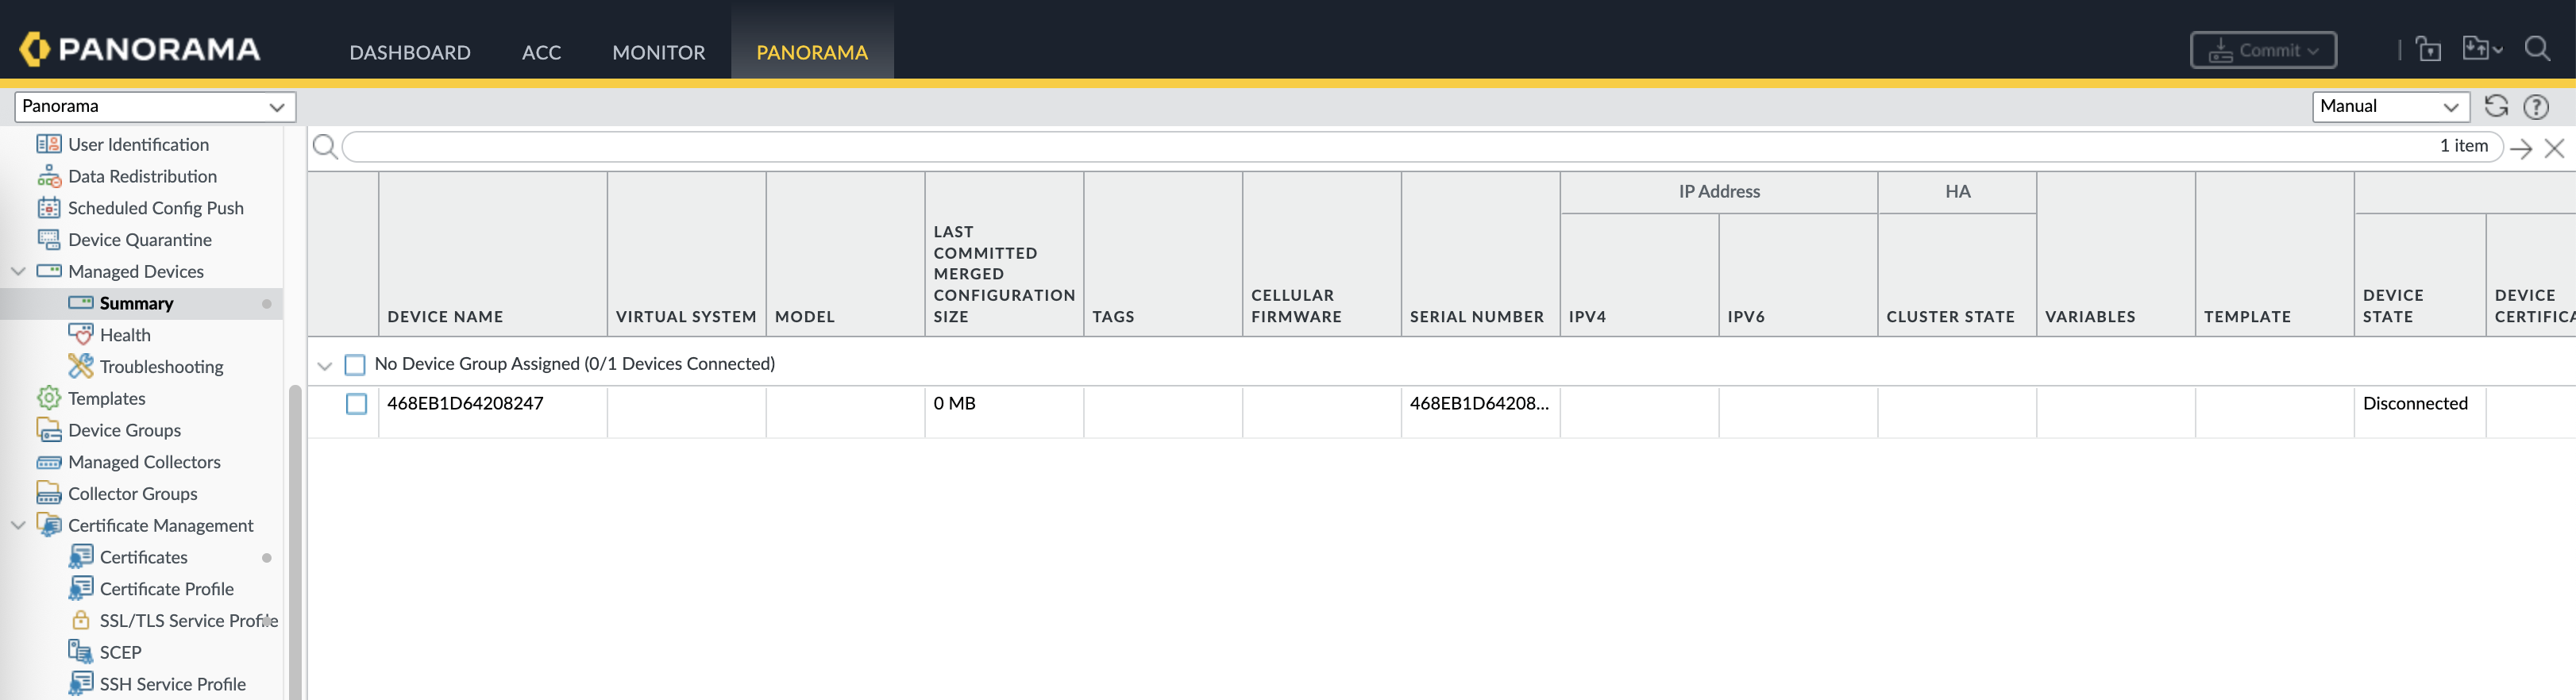 PANORAMA
DASHBOARD
ACC
MONITOR
PANORAMA
Commit
Panorama
Manual
User Identification
Data Redistribution
Scheduled Config Push
Device Quarantine
Managed Devices
Summary
Health
Troubleshooting
Templates
Device Groups
Managed Collectors
Collector Groups
Certificate Management
Certificates
Certificate Profile
SSL/TLS Service Profile
SCEP
SSH Service Profile
1 item
IP Address
HA
DEVICE NAME
VIRTUAL SYSTEM
MODEL
LAST
COMMITTED
MERGED
CONFIGURATION
SIZE
TAGS
CELLULAR
FIRMWARE
SERIAL NUMBER
IPV4
IPV6
CLUSTER STATE
VARIABLES
TEMPLATE
DEVICE
STATE
DEVICE
CERTIFICA
No Device Group Assigned (0/1 Devices Connected)
468EB1D64208247
0 MB
468EB1D64208...
Disconnected